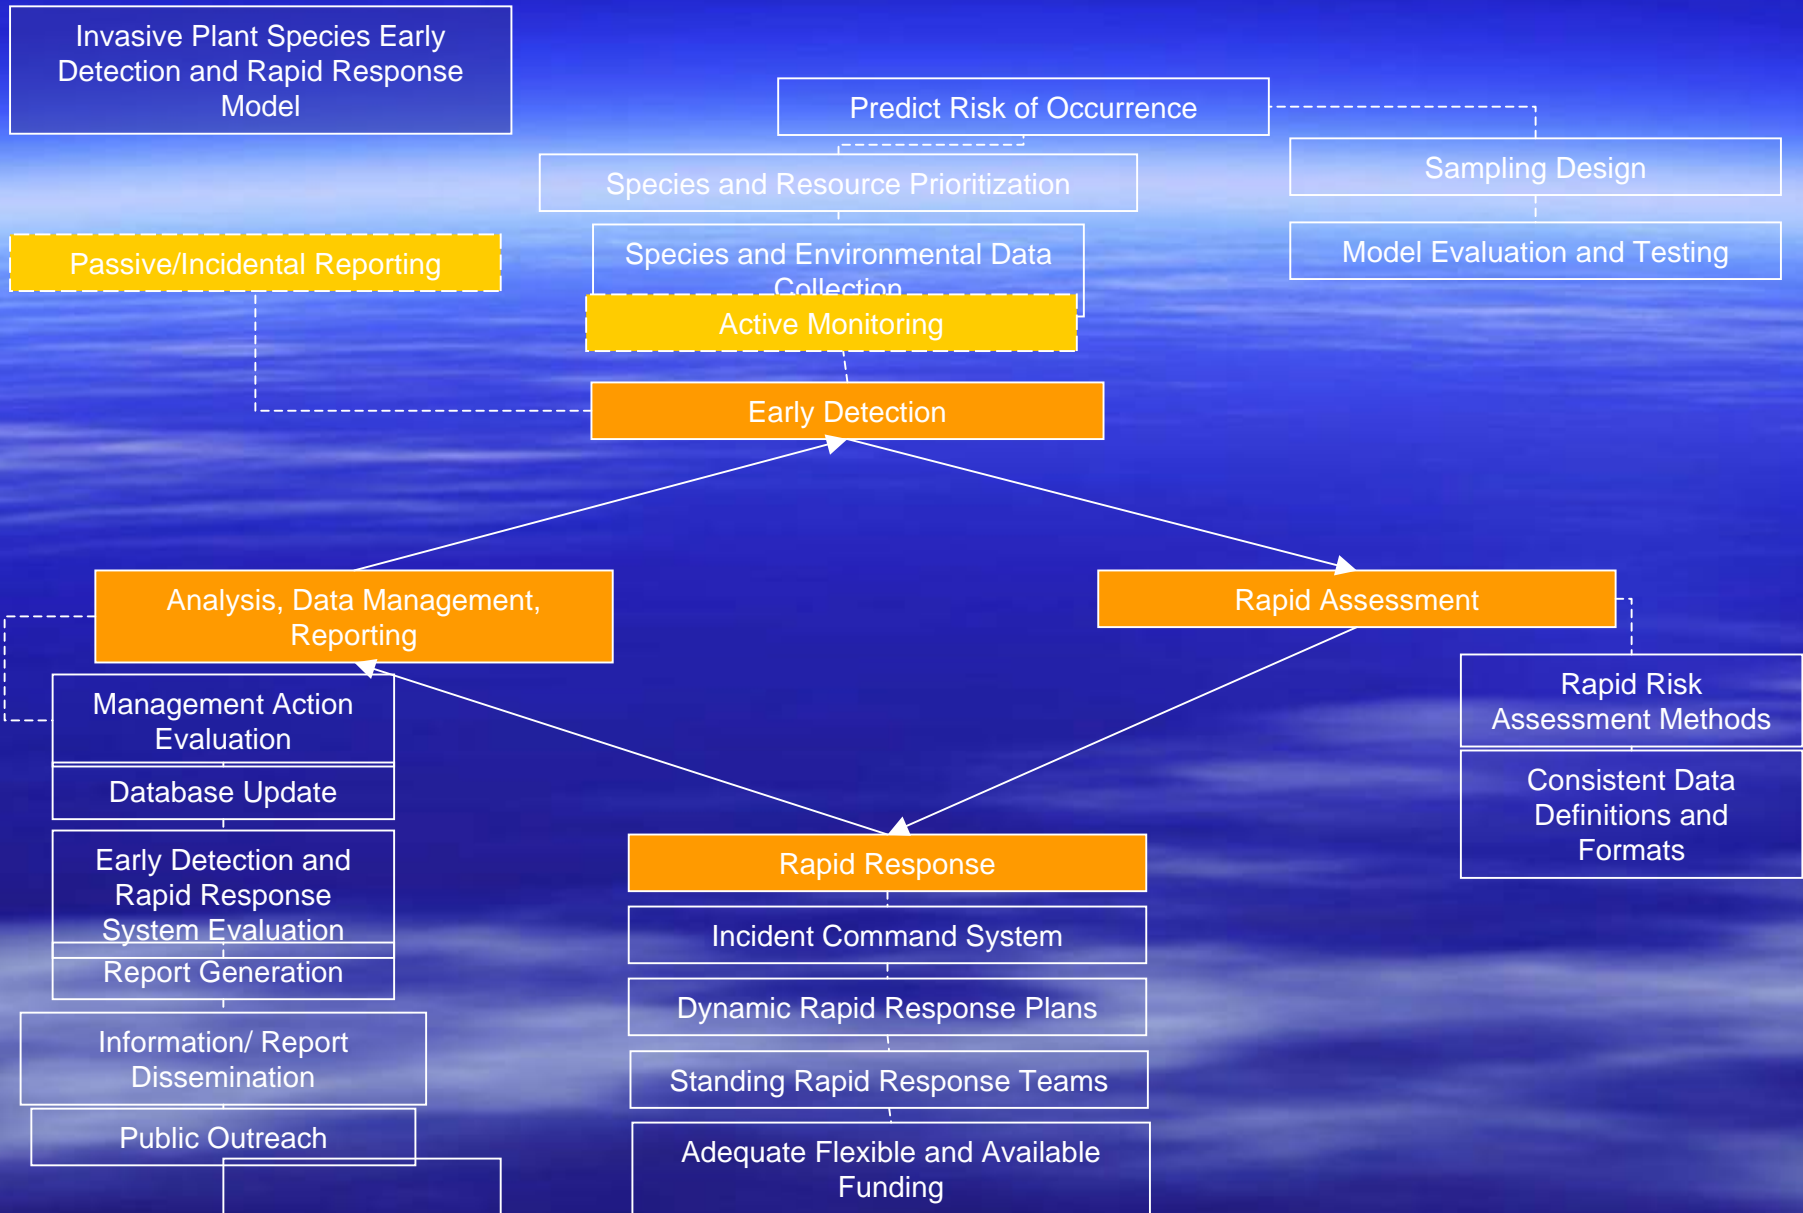 Invasive Plant Species Early
Detection and Rapid Response
Model
Predict Risk of Occurrence
Sampling Design
Species and Resource Prioritization
Model Evaluation and Testing
Passive/Incidental Reporting
Species and Environmental Data
Collection
Active Monitoring
Early Detection
Analysis, Data Management,
Reporting
Rapid Assessment
Management Action
Evaluation
Rapid Risk
Assessment Methods
Database Update
Consistent Data
Definitions and
Formats
Early Detection and
Rapid Response
System Evaluation
Rapid Response
Report Generation
Incident Command System
Information/ Report
Dissemination
Dynamic Rapid Response Plans
Standing Rapid Response Teams
Public Outreach
Adequate Flexible and Available
Funding